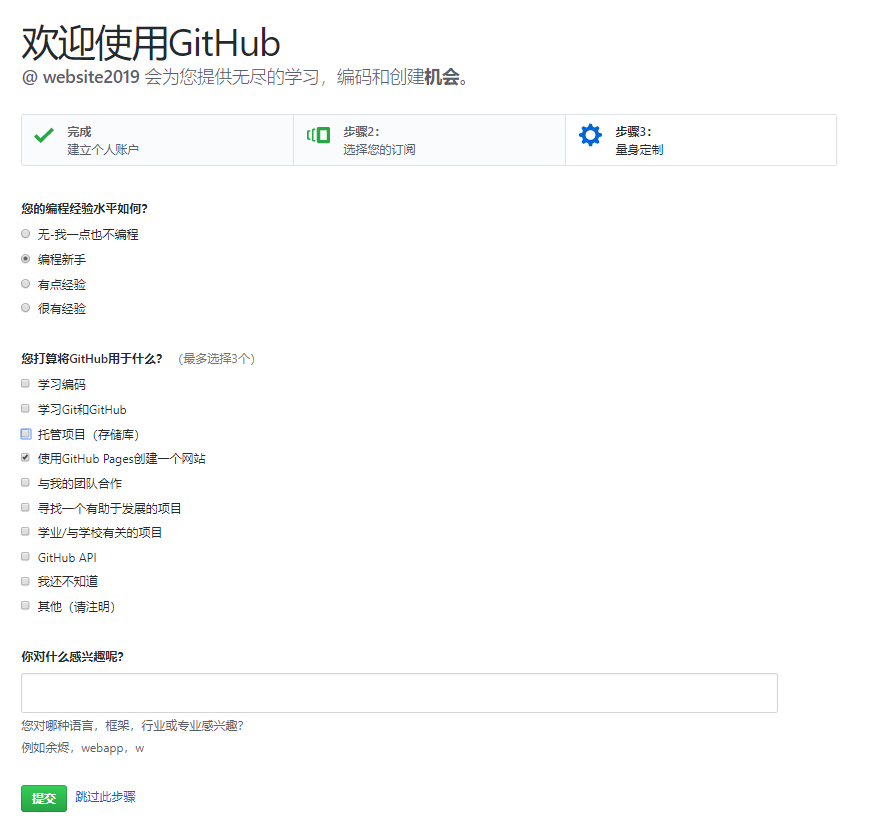 欢迎使用GitHub
@ website2019 会为您提供无尽的学习，编码和创建机会。
完成
建立个人账户
步骤2：
选择您的订阅
步骤3：
量身定制
您的编程经验水平如何？
无-我一点也不编程
编程新手
有点经验
很有经验
您打算将GitHub用于什么？ （最多选择3个）
学习编码
学习Git和GitHub
托管项目（存储库）
使用GitHub Pages创建一个网站
与我的团队合作
寻找一个有助于发展的项目
学业/与学校有关的项目
GitHub API
我还不知道
其他（请注明）
你对什么感兴趣呢？
您对哪种语言，框架，行业或专业感兴趣？
例如余烬，webapp，w
提交 跳过此步骤